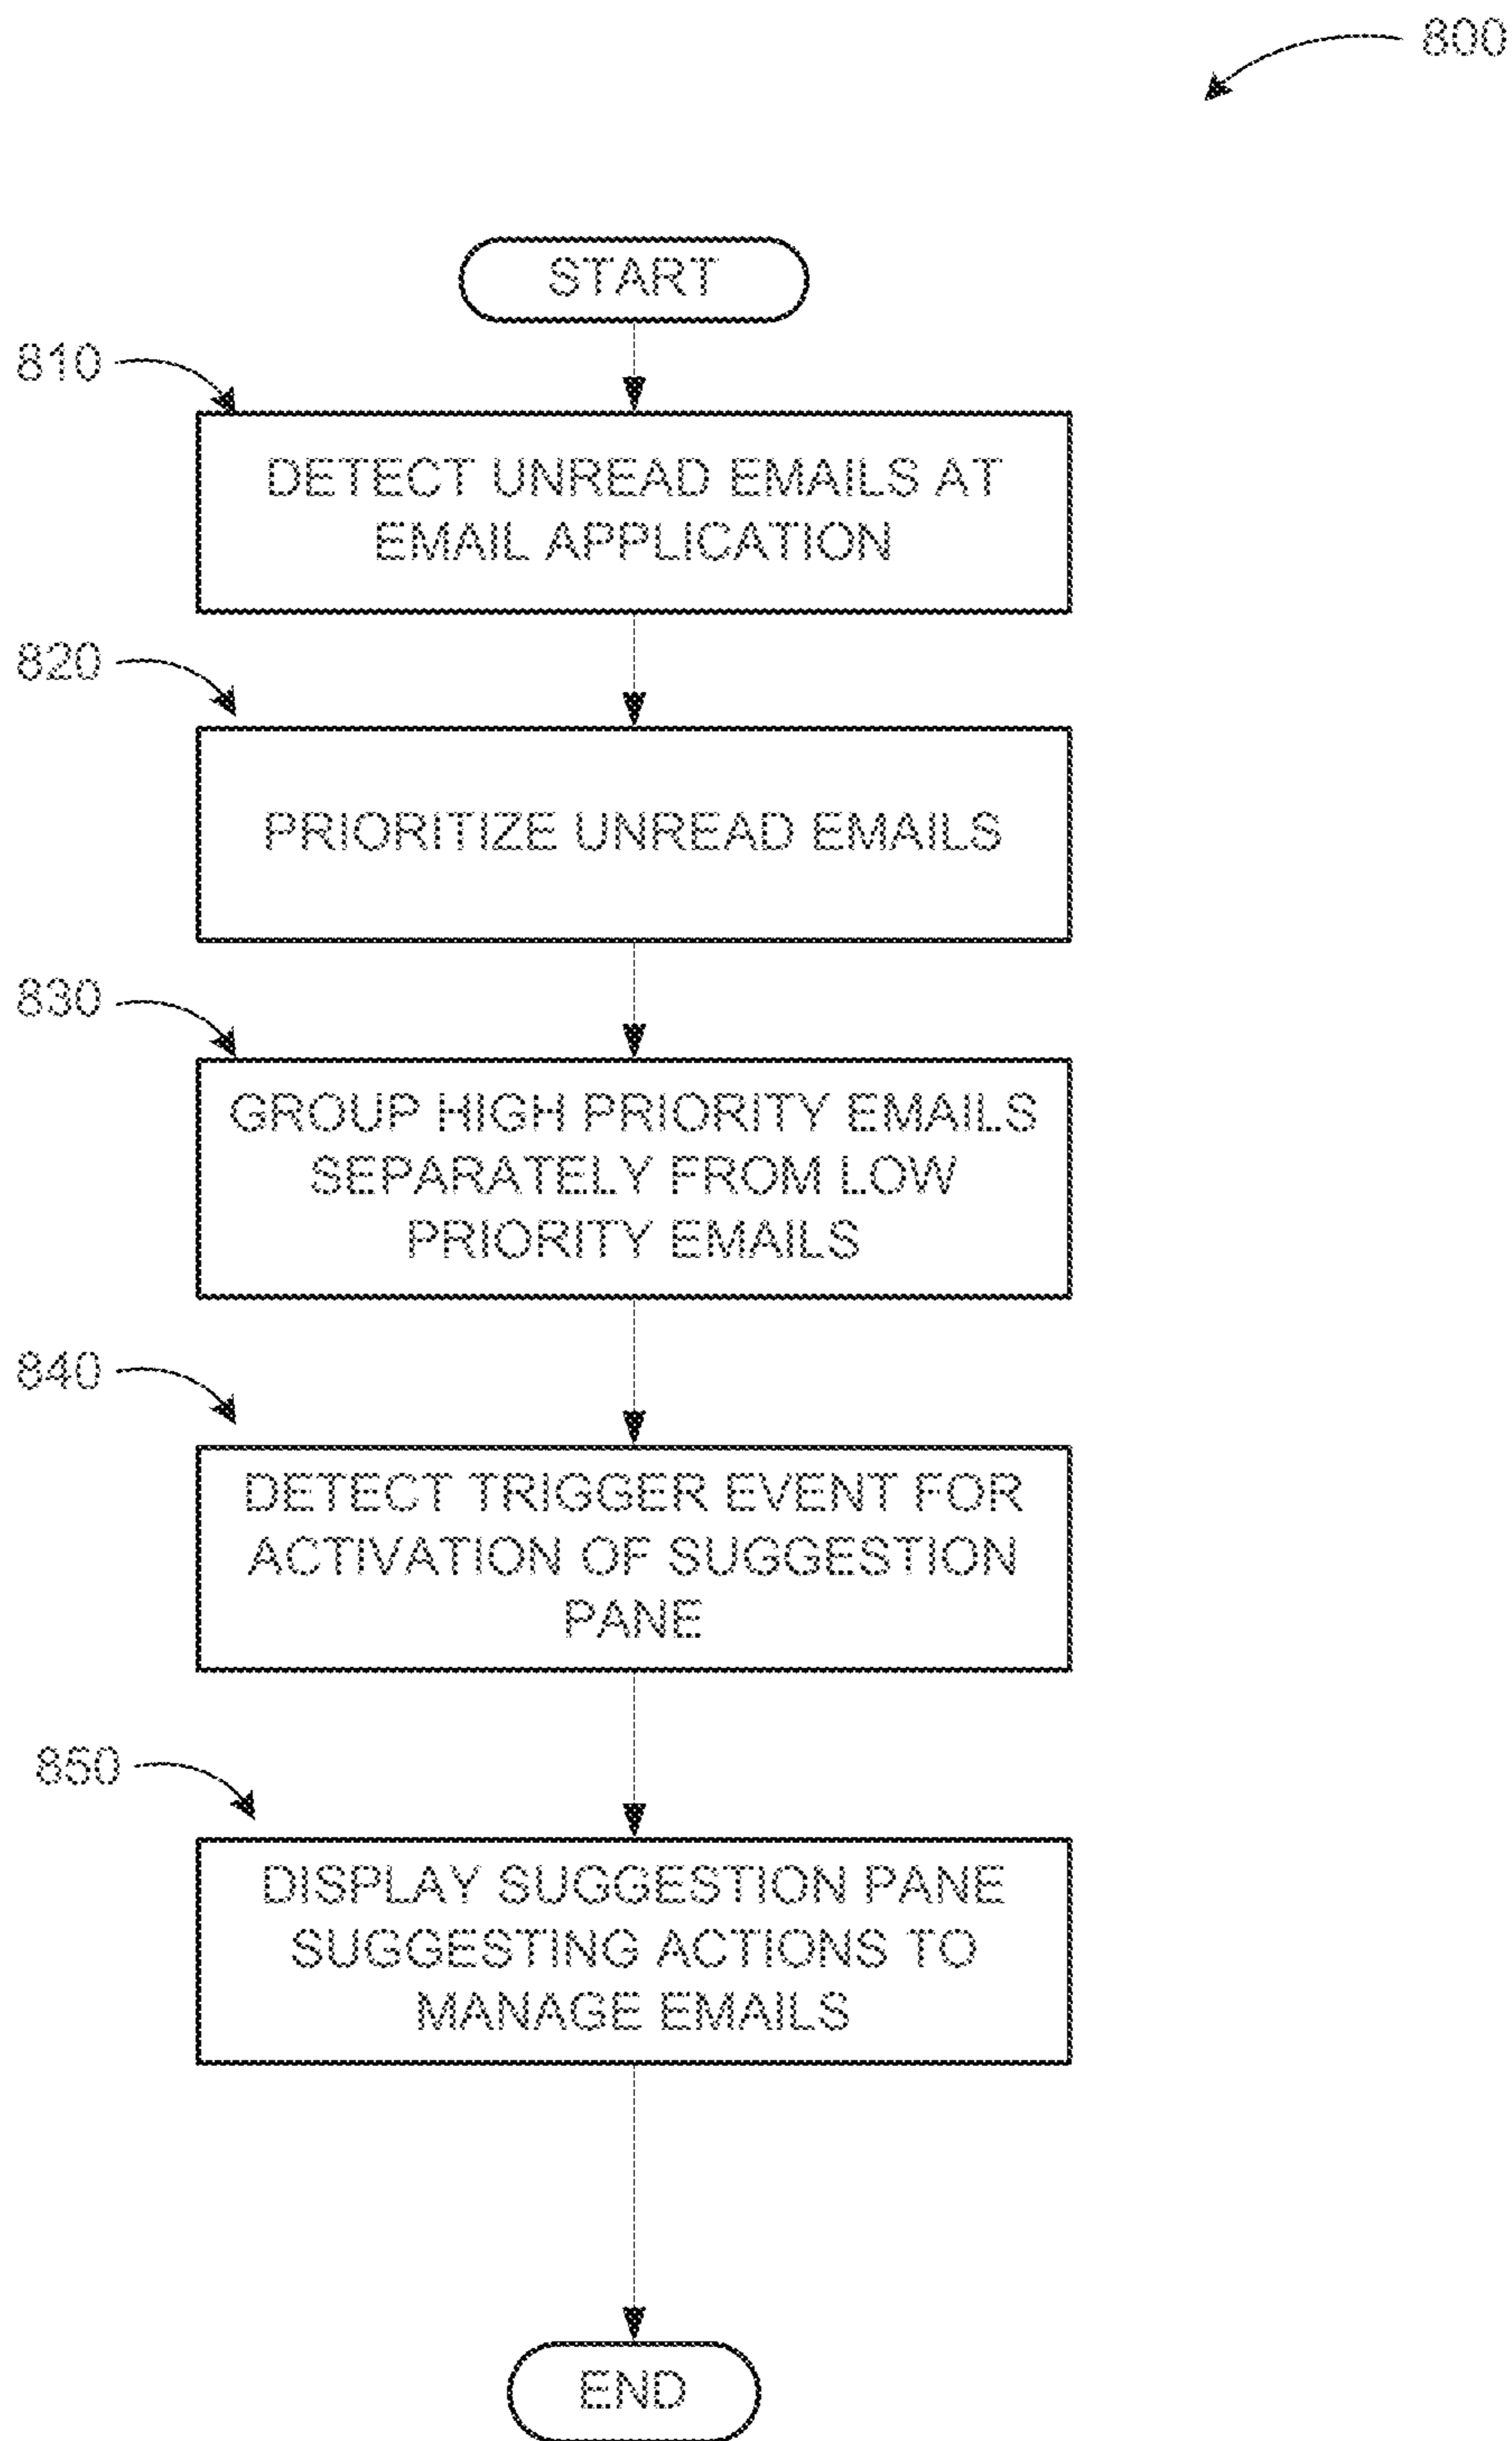 800
START
810
DETECT UNREAD EMAILS AT
EMAIL APPLICATION
820
PRIORITIZE UNREAD EMAILS
830
GROUP HIGH PRIORITY EMAILS
SEPARATELY FROM LOW
PRIORITY EMAILS
840
DETECT TRIGGER EVENT FOR
ACTIVATION OF SUGGESTION
PANE
850
DISPLAY SUGGESTION PANE
SUGGESTING ACTIONS TO
MANAGE EMAILS
END